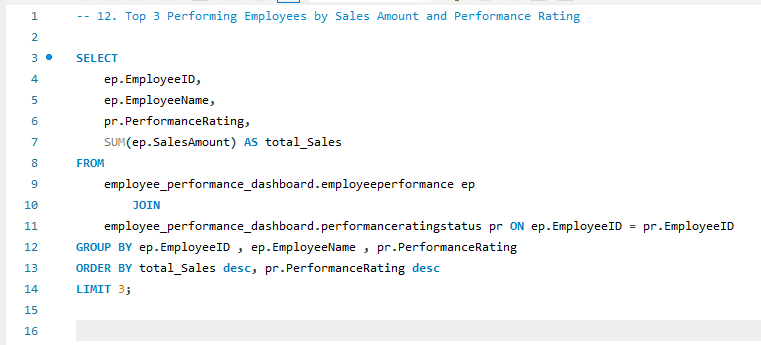 1 -- 12. Top 3 Performing Employees by Sales Amount and Performance Rating
2
3 SELECT
4 ep.EmployeeID,
5 ep.EmployeeName,
6 pr.PerformanceRating,
7 SUM(ep.SalesAmount) AS total_Sales
8 FROM
9 employee_performance_dashboard.employeeperformance ep
10 JOIN
11 employee_performance_dashboard.performanceratingstatus pr ON ep.EmployeeID = pr.EmployeeID
12 GROUP BY ep.EmployeeID , ep.EmployeeName , pr.PerformanceRating
13 ORDER BY total_Sales desc, pr.PerformanceRating desc
14 LIMIT 3;
15
16